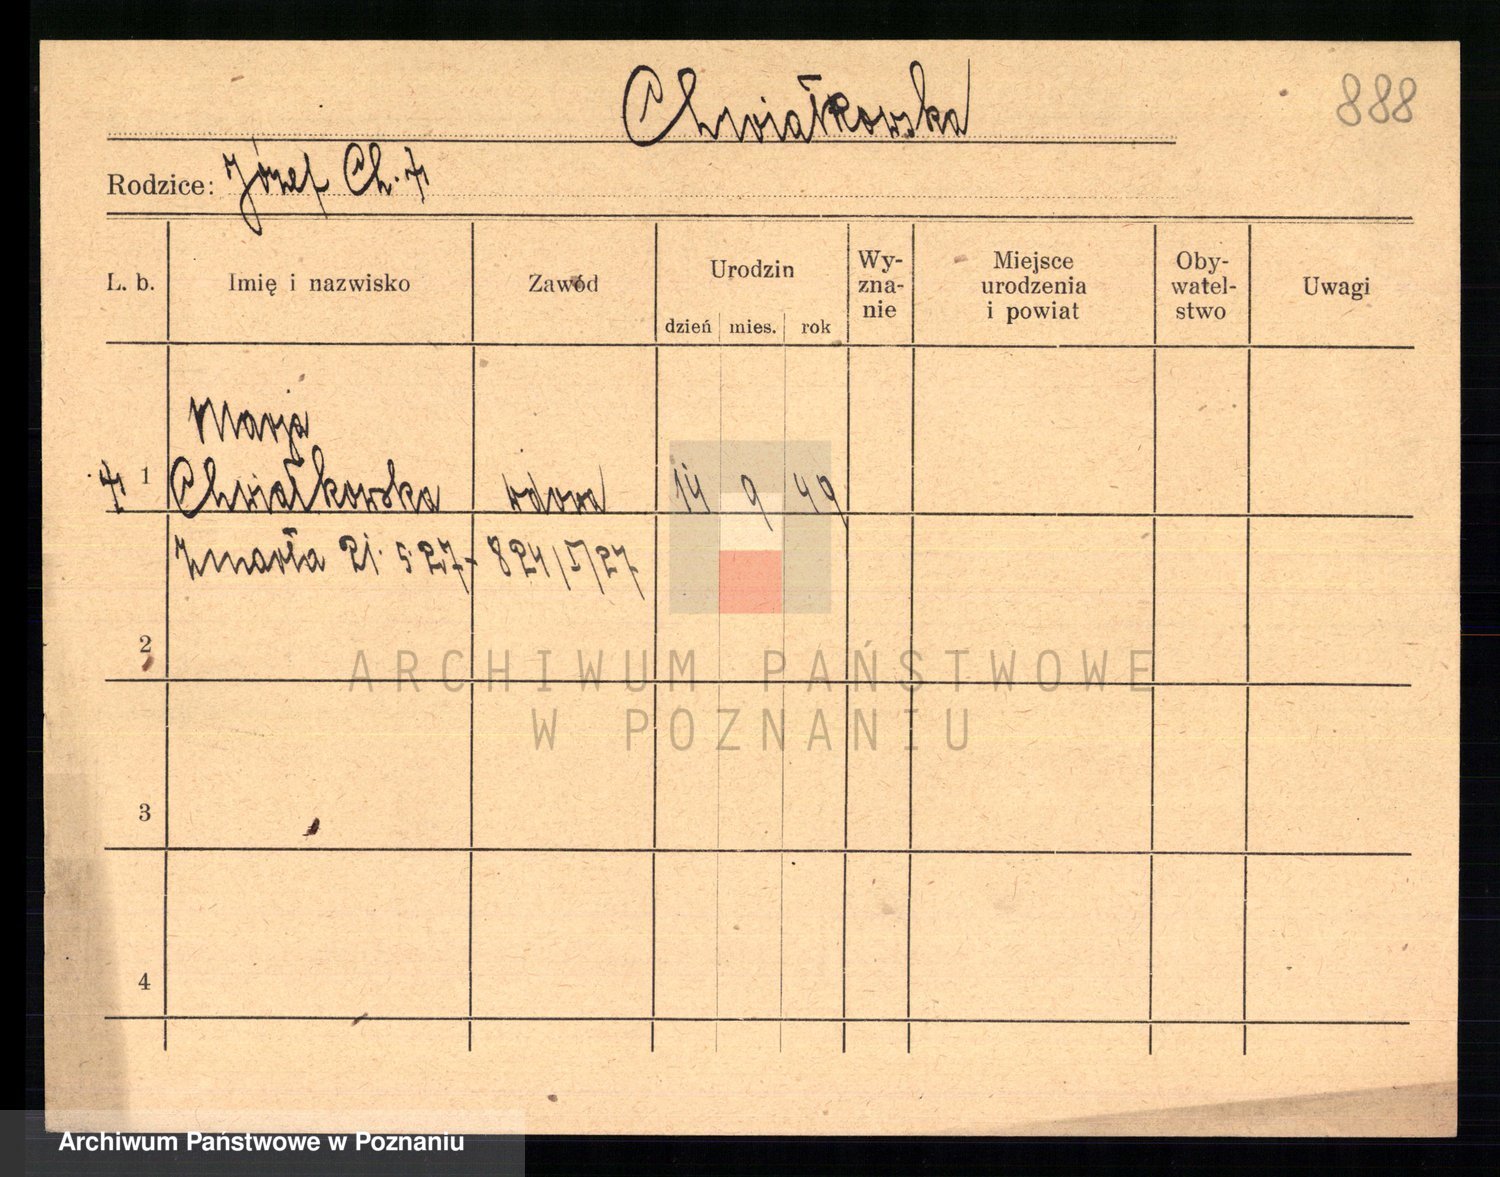 Chwiałkowska
888
Rodzice: Józef Ch. †
L. b.
Imię i nazwisko
Zawód
Urodzin
dzień mies. rok
Wy-
zna-
nie
Miejsce
urodzenia
i powiat
Oby-
watel-
stwo
Uwagi
Marja
† 1 Chwiałkowska wdowa 14 9 49
Zmarła 21. 5. 27 - 824/5/27
2
3
4
ARCHIWUM PAŃSTWOWE
W POZNANIU
Archiwum Państwowe w Poznaniu